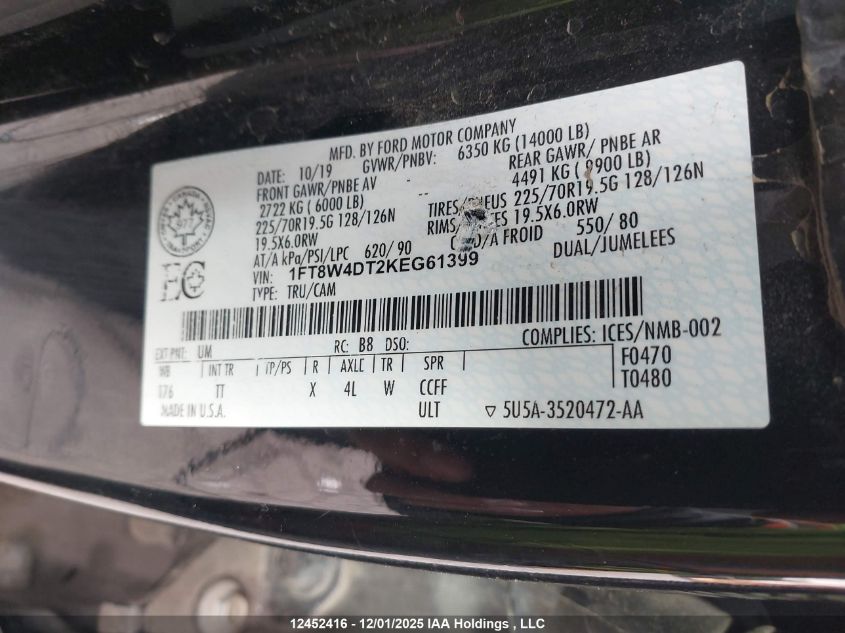 MFD. BY FORD MOTOR COMPANY
DATE: 10/19 GVWR/PNBV: 6350 KG (14000 LB)
FRONT GAWR/PNBE AV -- REAR GAWR/ PNBE AR
2722 KG ( 6000 LB) -- 4491 KG ( 9900 LB)
225/70R19.5G 128/126N TIRES/ EUS 225/70R19.5G 128/126N
19.5X6.0RW RIMS/ ES 19.5X6.0RW
AT/A kPa/PSI/LPC 620/ 90 /A FROID 550/ 80
VIN: 1FT8W4DT2KEG61399 DUAL/JUMELEES
TYPE: TRU/CAM
EXT PNT: UM RC: B8 DSO: COMPLIES: ICES/NMB-002
WB INT TR TP/PS R AXLE TR SPR F0470
176 TT X 4L W CCFF T0480
MADE IN U.S.A. ULT ▽ 5U5A-3520472-AA
12452416 - 12/01/2025 IAA Holdings , LLC